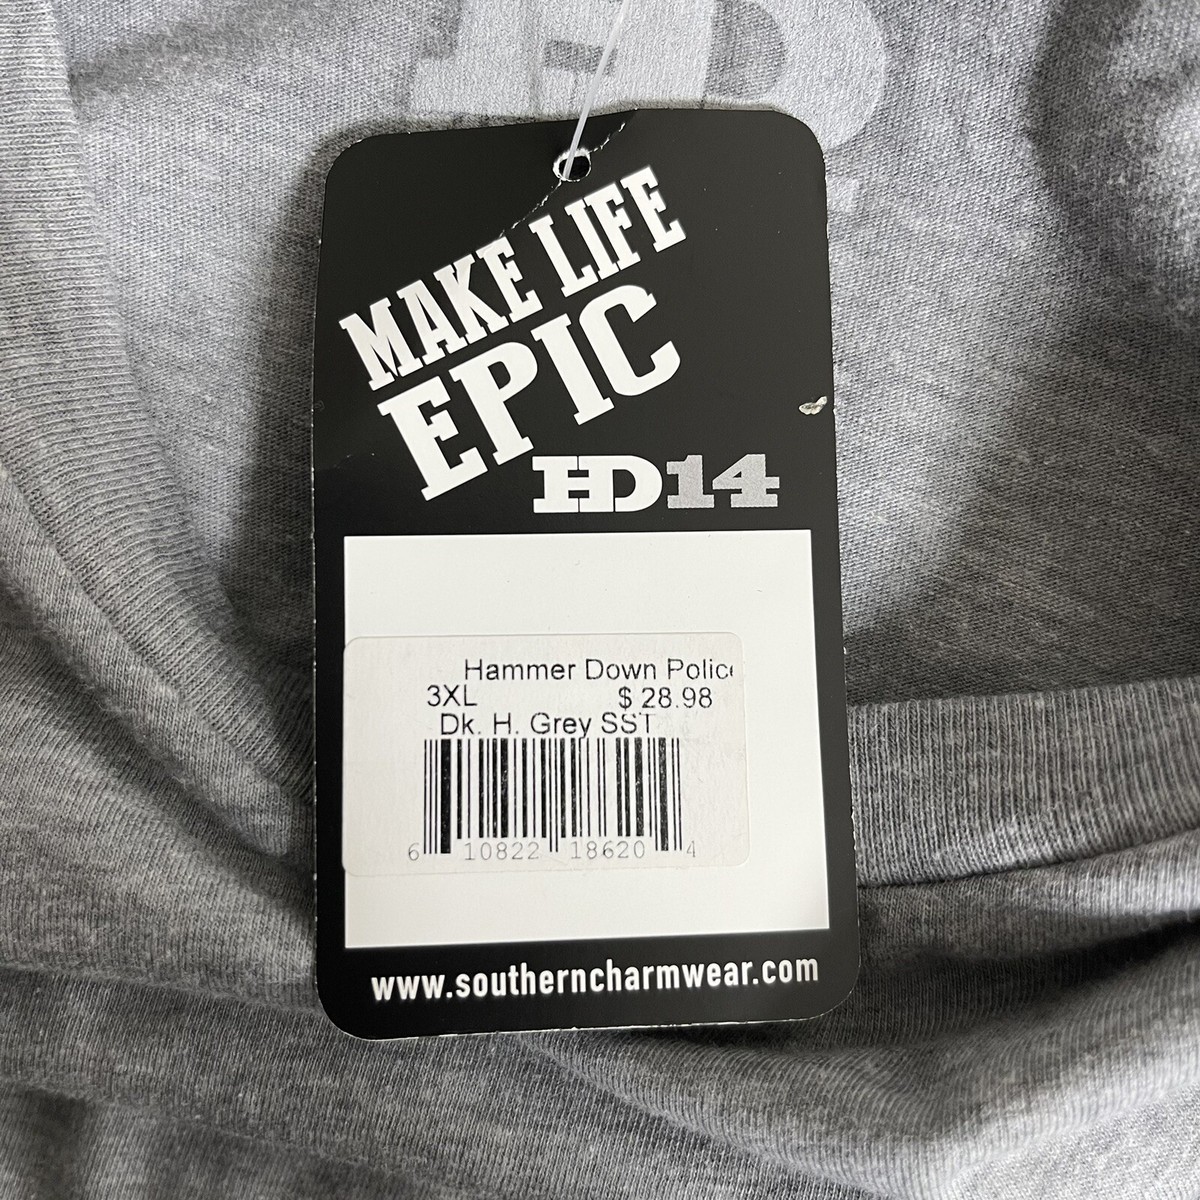 HD
MAKE LIFE
EPIC
HD14
Hammer Down Police
3XL $ 28.98
Dk. H. Grey SST
6 10822 18620 4
www.southerncharmwear.com